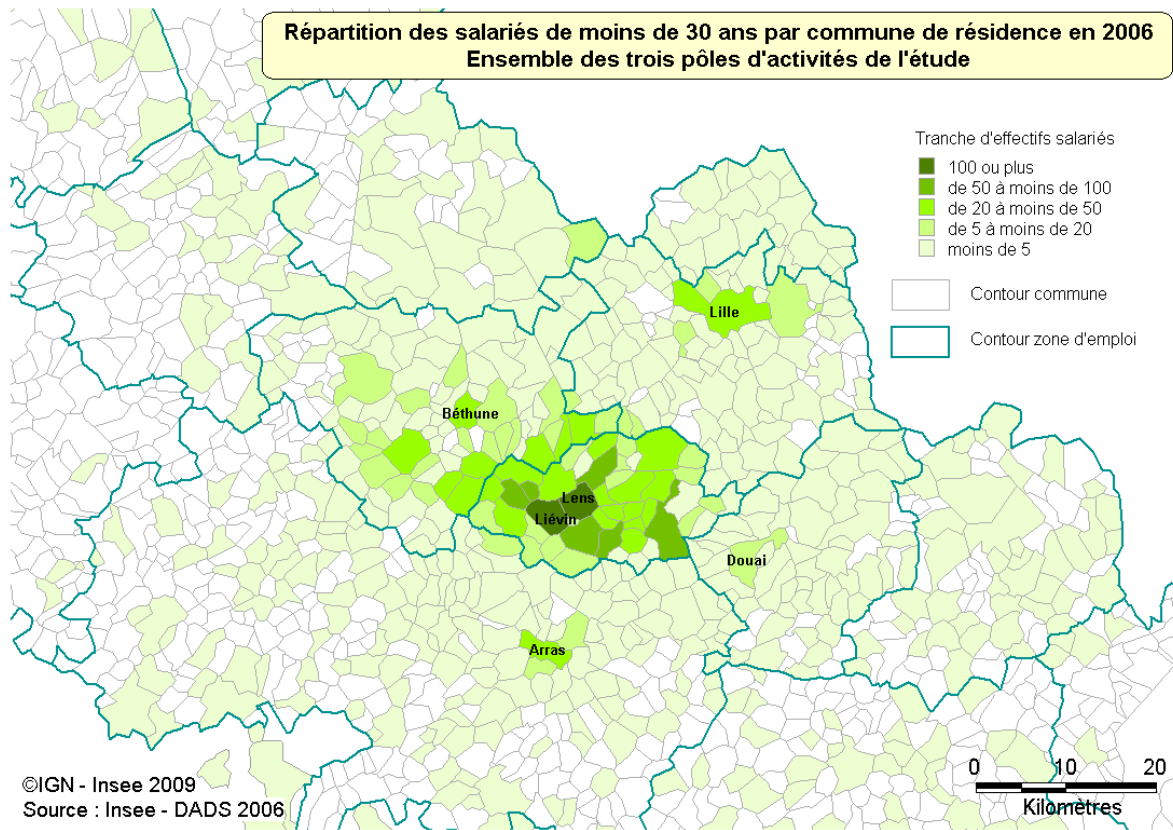 Répartition des salariés de moins de 30 ans par commune de résidence en 2006
Ensemble des trois pôles d'activités de l'étude
Tranche d'effectifs salariés
100 ou plus
de 50 à moins de 100
de 20 à moins de 50
de 5 à moins de 20
moins de 5
Contour commune
Contour zone d'emploi
Lille
Béthune
Lens
Liévin
Douai
Arras
0 10 20
Kilomètres
©IGN - Insee 2009
Source : Insee - DADS 2006